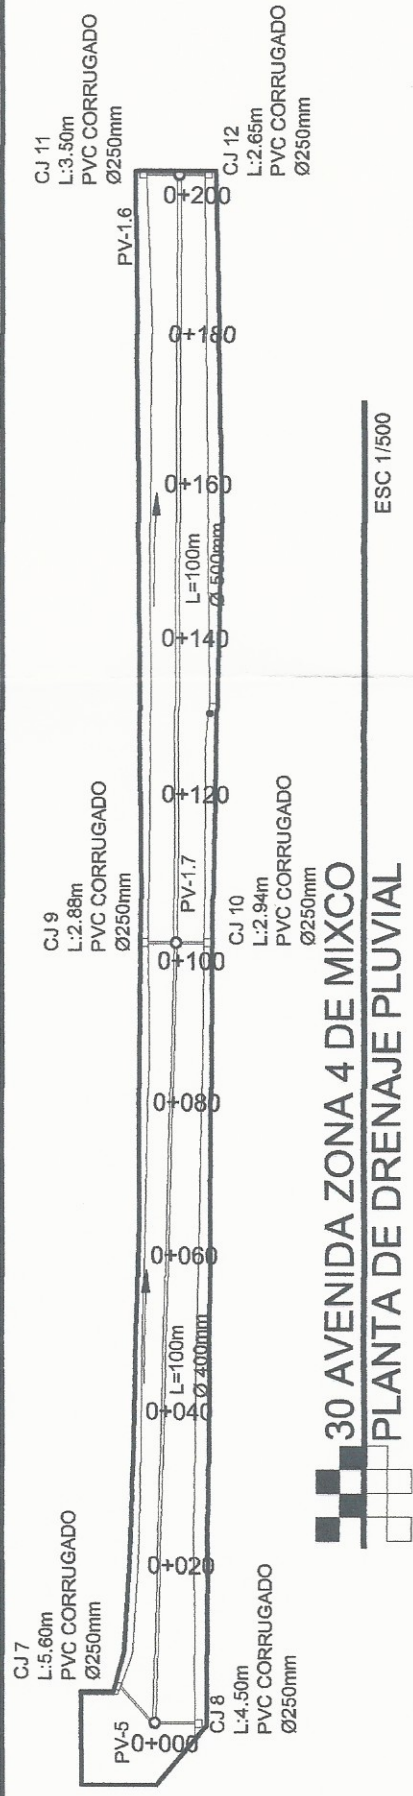 CJ 7
L:5.60m
PVC CORRUGADO
Ø250mm
CJ 9
L:2.88m
PVC CORRUGADO
Ø250mm
CJ 11
L:3.50m
PVC CORRUGADO
Ø250mm
PV-5
0+000
0+020
0+040
0+060
0+080
0+100
0+120
0+140
0+160
0+180
0+200
L=100m
Ø 400mm
PV-1.7
L=100m
Ø 500mm
PV-1.6
CJ 8
L:4.50m
PVC CORRUGADO
Ø250mm
CJ 10
L:2.94m
PVC CORRUGADO
Ø250mm
CJ 12
L:2.65m
PVC CORRUGADO
Ø250mm
30 AVENIDA ZONA 4 DE MIXCO
PLANTA DE DRENAJE PLUVIAL
ESC 1/500